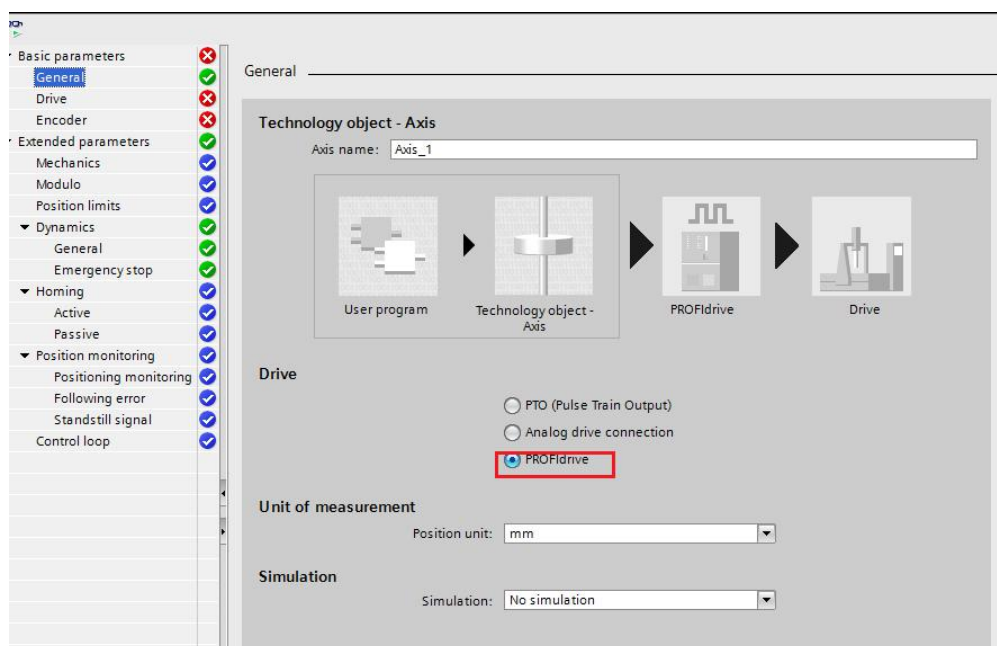 Basic parameters
General
Drive
Encoder
Extended parameters
Mechanics
Modulo
Position limits
Dynamics
General
Emergency stop
Homing
Active
Passive
Position monitoring
Positioning monitoring
Following error
Standstill signal
Control loop
General
Technology object - Axis
Axis name: Axis_1
User program
Technology object -
Axis
PROFIdrive
Drive
Drive
PTO (Pulse Train Output)
Analog drive connection
PROFIdrive
Unit of measurement
Position unit: mm
Simulation
Simulation: No simulation